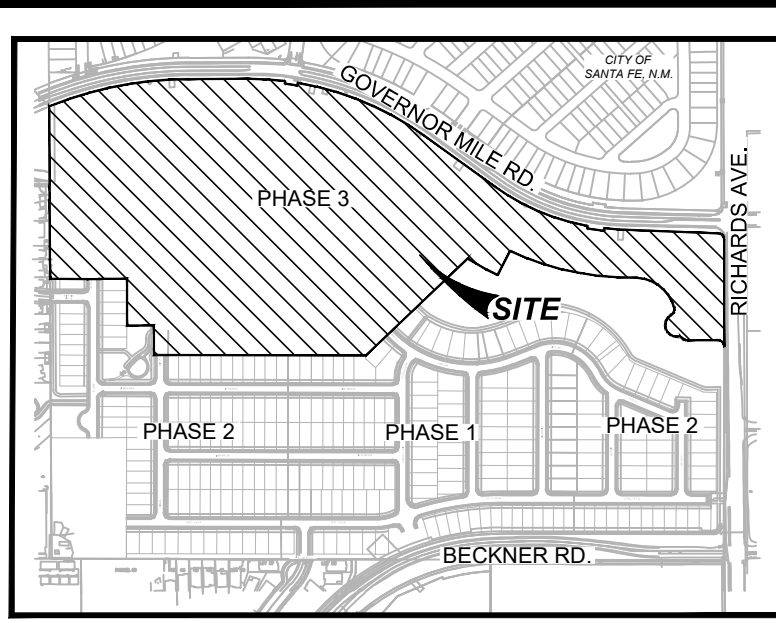 CITY OF
SANTA FE, N.M.
GOVERNOR MILE RD.
PHASE 3
RICHARDS AVE.
SITE
PHASE 2
PHASE 1
PHASE 2
BECKNER RD.